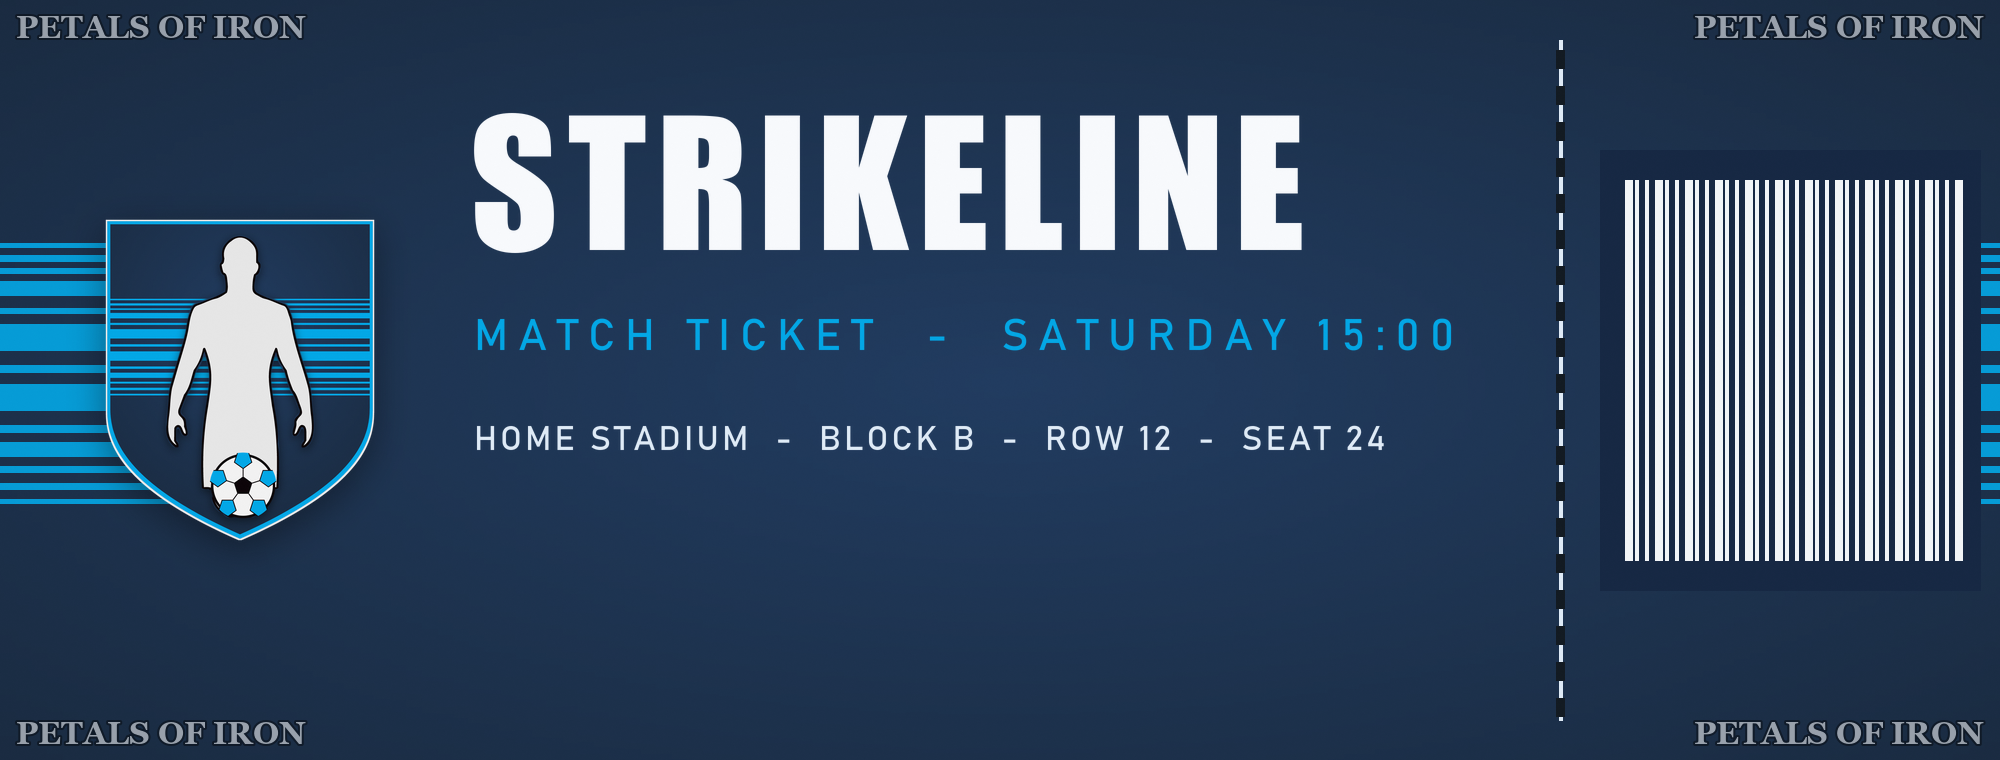 PETALS OF IRON
PETALS OF IRON
STRIKELINE
MATCH TICKET - SATURDAY 15:00
HOME STADIUM - BLOCK B - ROW 12 - SEAT 24
PETALS OF IRON
PETALS OF IRON